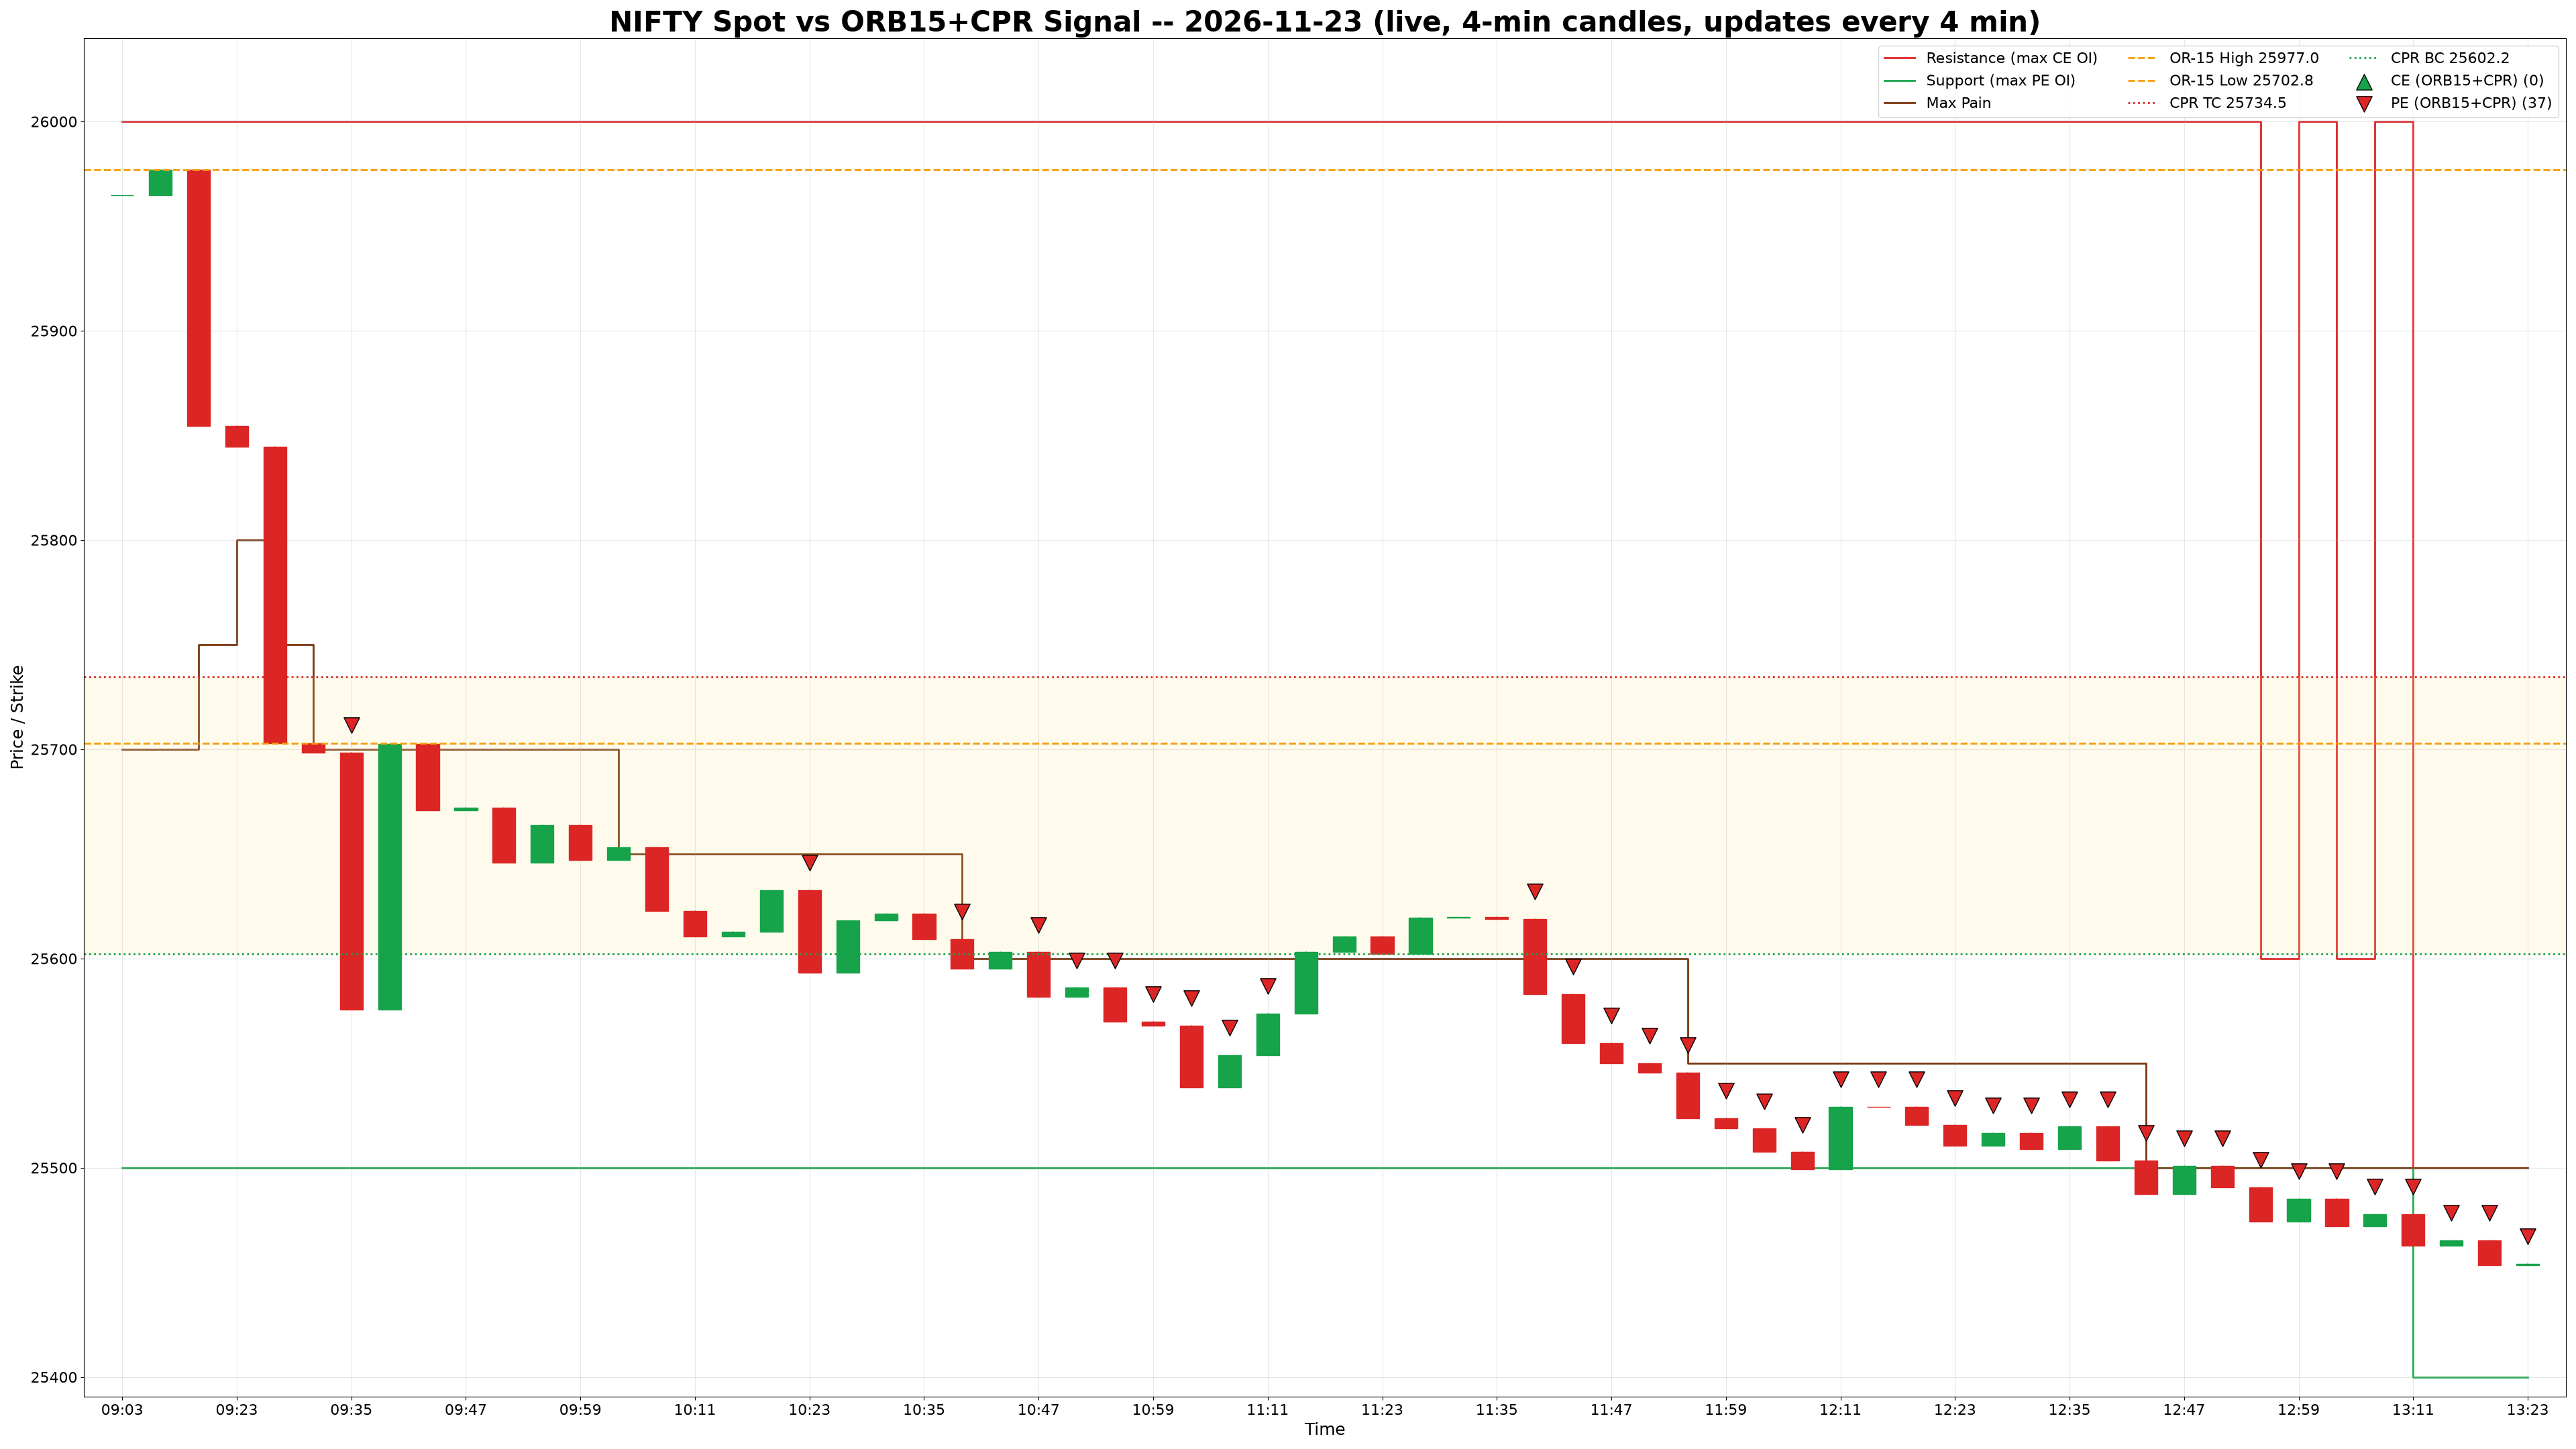 NIFTY Spot vs ORB15+CPR Signal -- 2026-11-23 (live, 4-min candles, updates every 4 min)
Resistance (max CE OI)
Support (max PE OI)
Max Pain
OR-15 High 25977.0
OR-15 Low 25702.8
CPR TC 25734.5
CPR BC 25602.2
CE (ORB15+CPR) (0)
PE (ORB15+CPR) (37)
Price / Strike
26000
25900
25800
25700
25600
25500
25400
09:03 09:23 09:35 09:47 09:59 10:11 10:23 10:35 10:47 10:59 11:11 11:23 11:35 11:47 11:59 12:11 12:23 12:35 12:47 12:59 13:11 13:23
Time